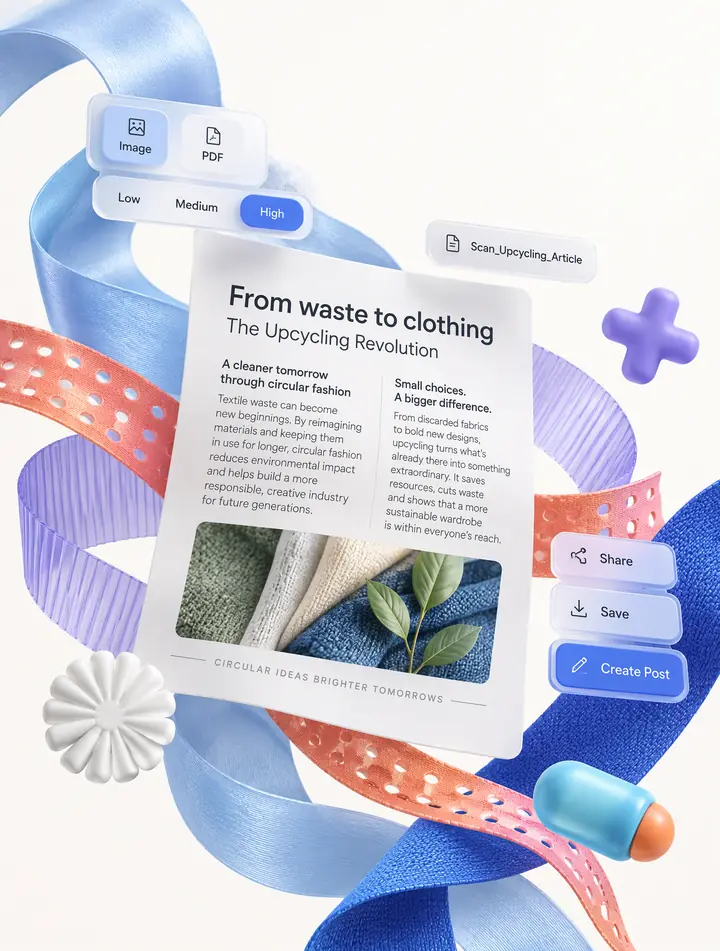 Image
PDF
Low
Medium
High
Scan_Upcycling_Article
From waste to clothing
The Upcycling Revolution
A cleaner tomorrow
through circular fashion
Textile waste can become
new beginnings. By reimagining
materials and keeping them
in use for longer, circular fashion
reduces environmental impact
and helps build a more
responsible, creative industry
for future generations.
Small choices.
A bigger difference.
From discarded fabrics
to bold new designs,
upcycling turns what's
already there into something
extraordinary. It saves
resources, cuts waste
and shows that a more
sustainable wardrobe
is within everyone's reach.
CIRCULAR IDEAS BRIGHTER TOMORROWS
Share
Save
Create Post